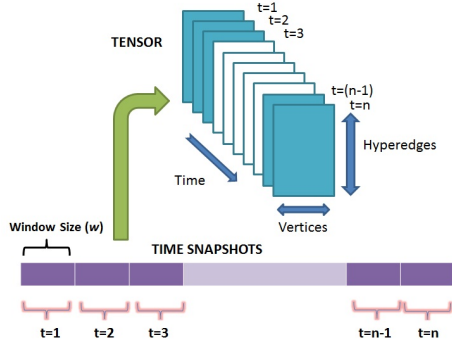 t=1
t=2
t=3
TENSOR
t=(n-1)
t=n
Hyperedges
Time
Vertices
Window Size (w)
TIME SNAPSHOTS
t=1 t=2 t=3 t=n-1 t=n